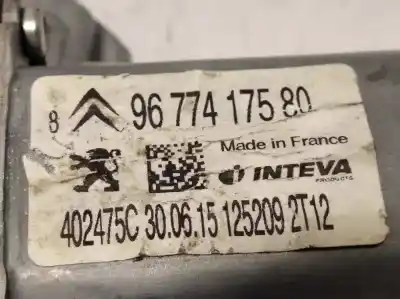 8 96 774 175 80
Made in France
INTEVA
PRODUCTS
402475C 30.06.15 125209 2T12